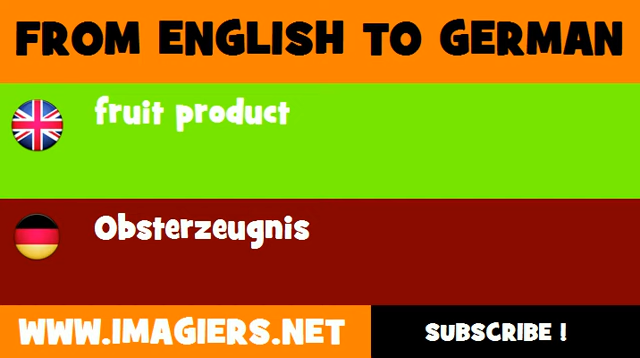 FROM ENGLISH TO GERMAN
fruit product
Obsterzeugnis
WWW.IMAGIERS.NET
SUBSCRIBE !